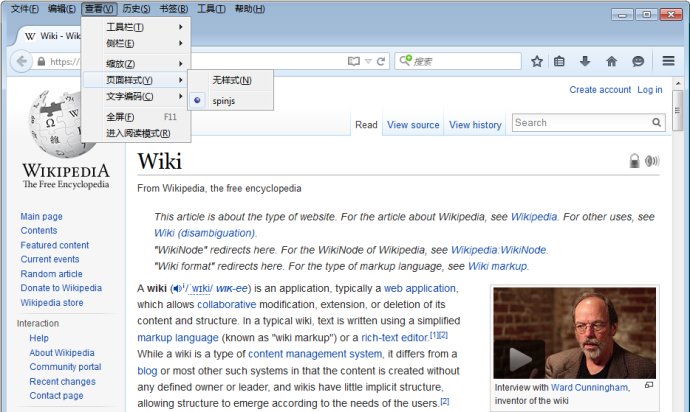 文件(F) 编辑(E) 查看(V) 历史(S) 书签(B) 工具(T) 帮助(H)
W Wiki - Wik
https://
搜索
工具栏(T)
侧栏(E)
缩放(Z)
页面样式(Y)
文字编码(C)
全屏(F) F11
进入阅读模式(R)
无样式(N)
spinjs
WIKIPEDIA
The Free Encyclopedia
Main page
Contents
Featured content
Current events
Random article
Donate to Wikipedia
Wikipedia store
Interaction
Help
About Wikipedia
Community portal
Recent changes
Contact page
Create account Log in
Read View source View history Search
Wiki
From Wikipedia, the free encyclopedia
This article is about the type of website. For the article about Wikipedia, see Wikipedia. For other uses, see
Wiki (disambiguation).
"WikiNode" redirects here. For the WikiNode of Wikipedia, see Wikipedia:WikiNode.
"Wiki format" redirects here. For the type of markup language, see Wiki markup.
A wiki (i/ˈwɪki/ WIK-ee) is an application, typically a web application,
which allows collaborative modification, extension, or deletion of its
content and structure. In a typical wiki, text is written using a simplified
markup language (known as "wiki markup") or a rich-text editor.[1][2]
While a wiki is a type of content management system, it differs from a
blog or most other such systems in that the content is created without
any defined owner or leader, and wikis have little implicit structure,
allowing structure to emerge according to the needs of the users.[2]
Interview with Ward Cunningham,
inventor of the wiki